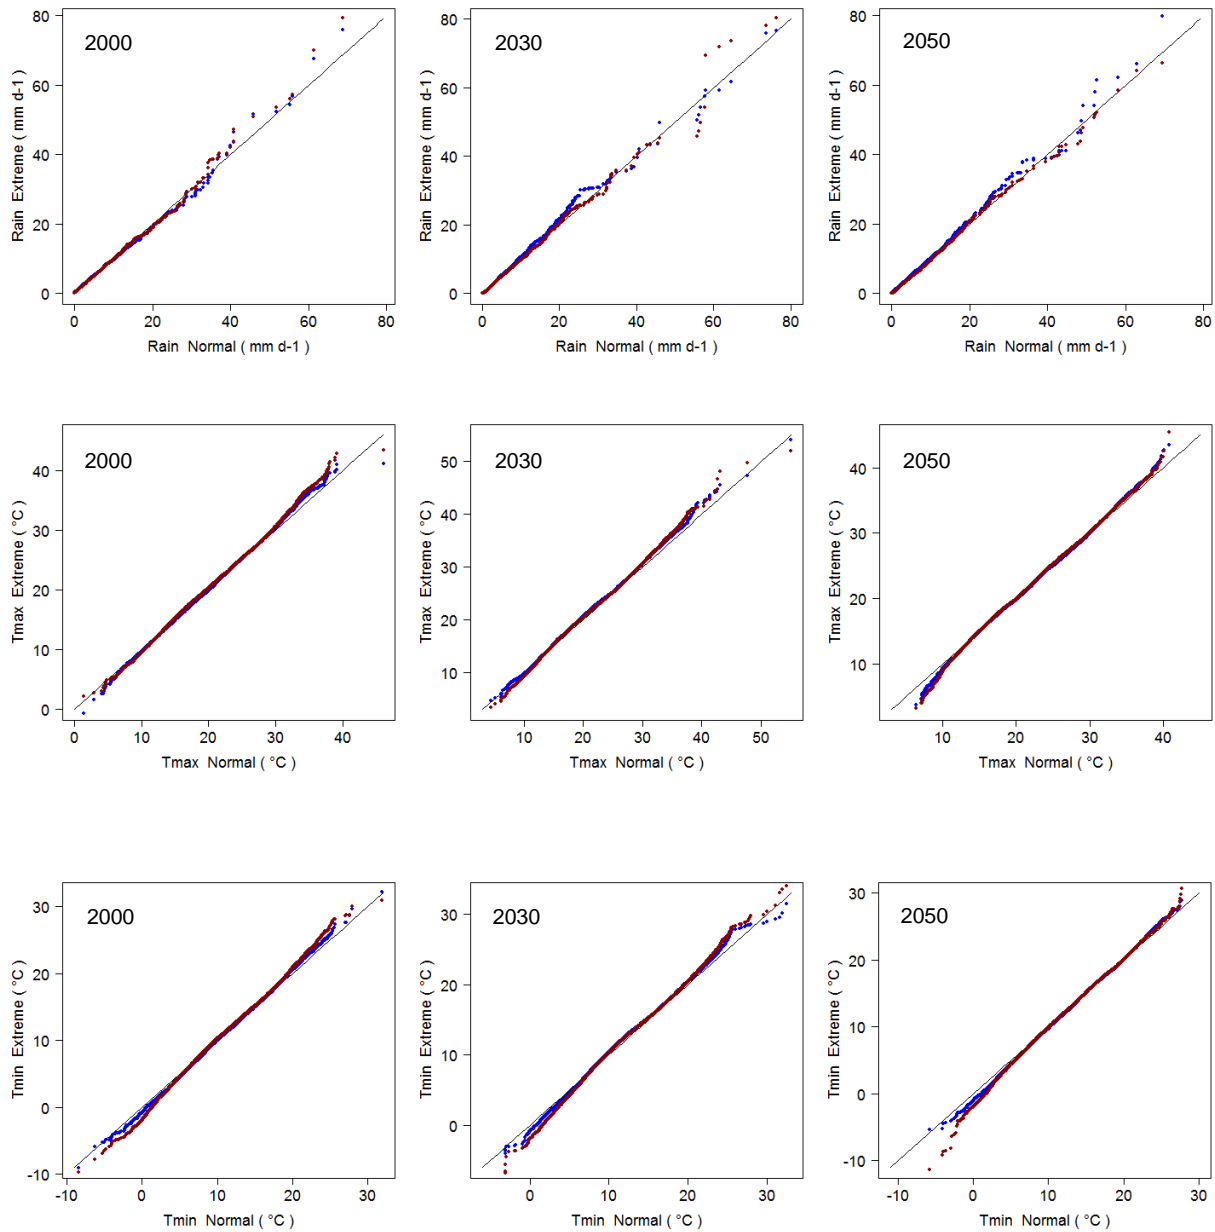 2000
80
60
40
20
0
Rain Extreme ( mm d-1 )
0 20 40 60 80
Rain Normal ( mm d-1 )
2030
80
60
40
20
0
Rain Extreme ( mm d-1 )
0 20 40 60 80
Rain Normal ( mm d-1 )
2050
80
60
40
20
0
Rain Extreme ( mm d-1 )
0 20 40 60 80
Rain Normal ( mm d-1 )
2000
40
30
20
10
0
Tmax Extreme ( °C )
0 10 20 30 40
Tmax Normal ( °C )
2030
50
40
30
20
10
Tmax Extreme ( °C )
10 20 30 40 50
Tmax Normal ( °C )
2050
40
30
20
10
Tmax Extreme ( °C )
10 20 30 40
Tmax Normal ( °C )
2000
30
20
10
0
-10
Tmin Extreme ( °C )
-10 0 10 20 30
Tmin Normal ( °C )
2030
30
20
10
0
Tmin Extreme ( °C )
0 10 20 30
Tmin Normal ( °C )
2050
30
20
10
0
-10
Tmin Extreme ( °C )
-10 0 10 20 30
Tmin Normal ( °C )